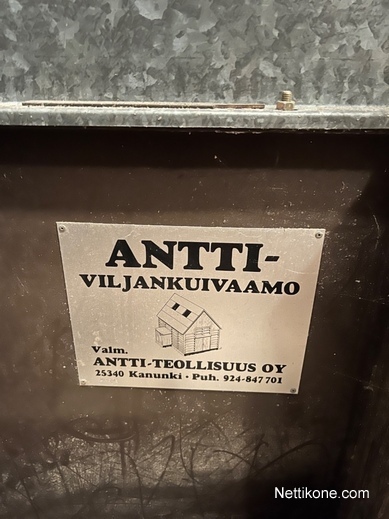 ANTTI-
VILJANKUIVAAMO
Valm.
ANTTI-TEOLLISUUS OY
25340 Kanunki • Puh. 924-847 701
Nettikone.com